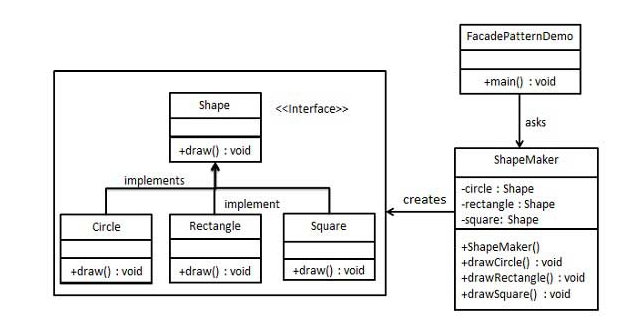 FacadePatternDemo
+main() : void
asks
Shape
<<Interface>>
+draw() : void
implements
implement
Circle
+draw() : void
Rectangle
+draw() : void
Square
+draw() : void
creates
ShapeMaker
-circle : Shape
-rectangle : Shape
-square: Shape
+ShapeMaker()
+drawCircle() : void
+drawRectangle() : void
+drawSquare() : void